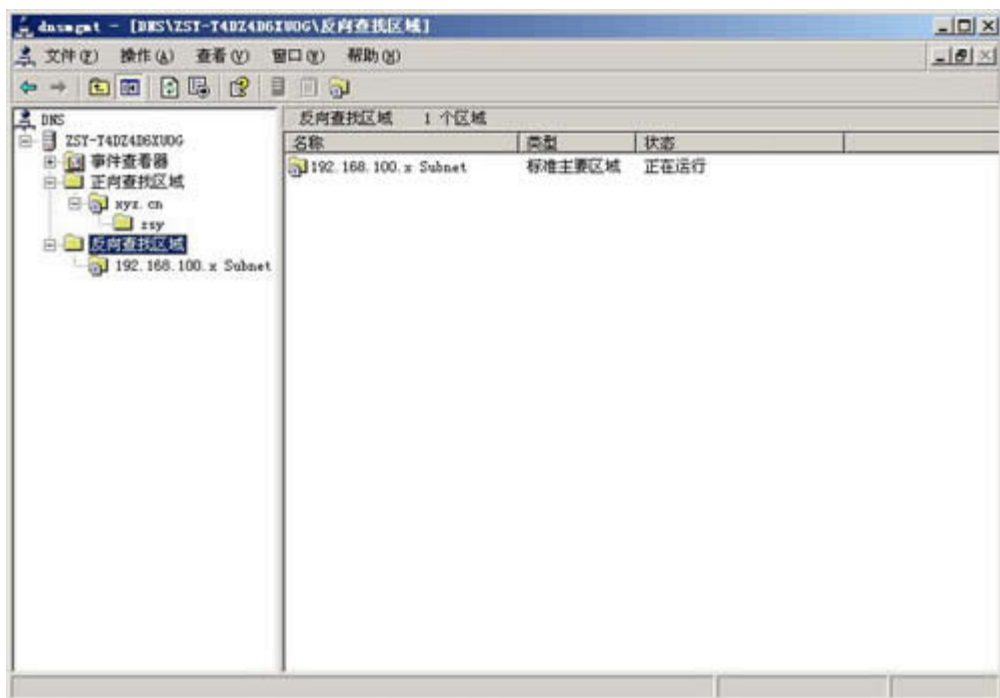 dnsmgmt - [DNS\ZSY-T4DZ4D6XUOG\反向查找区域]
文件(F) 操作(A) 查看(V) 窗口(W) 帮助(H)
DNS
ZSY-T4DZ4D6XUOG
事件查看器
正向查找区域
xyz.cn
zsy
反向查找区域
192.168.100.x Subnet
反向查找区域 1 个区域
名称 类型 状态
192.168.100.x Subnet 标准主要区域 正在运行